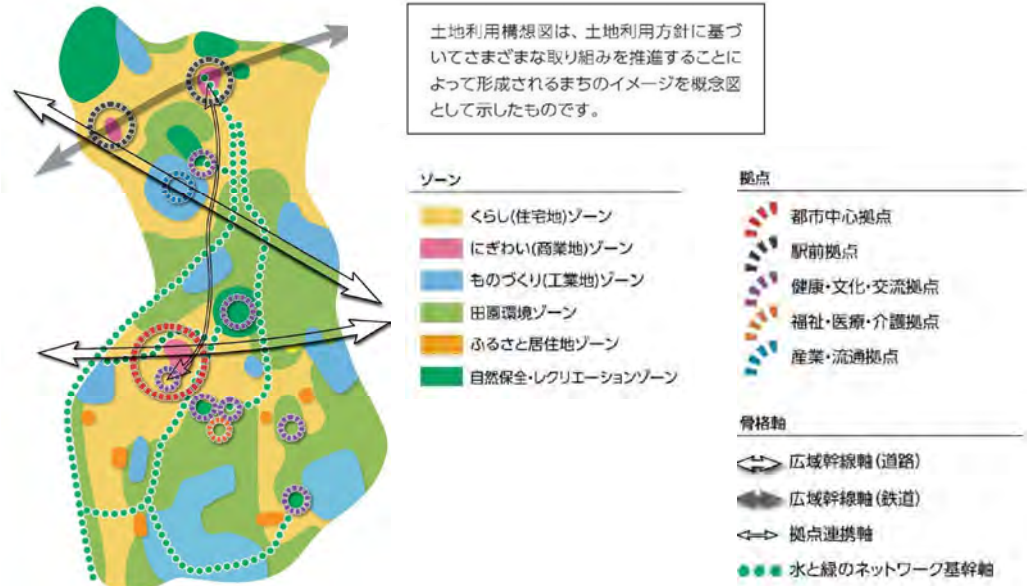 土地利用構想図は、土地利用方針に基づ
いてさまざまな取り組みを推進することに
よって形成されるまちのイメージを概念図
として示したものです。
ゾーン
くらし(住宅地)ゾーン
にぎわい(商業地)ゾーン
ものづくり(工業地)ゾーン
田園環境ゾーン
ふるさと居住地ゾーン
自然保全・レクリエーションゾーン
拠点
都市中心拠点
駅前拠点
健康・文化・交流拠点
福祉・医療・介護拠点
産業・流通拠点
骨格軸
広域幹線軸(道路)
広域幹線軸(鉄道)
拠点連携軸
水と緑のネットワーク基幹軸